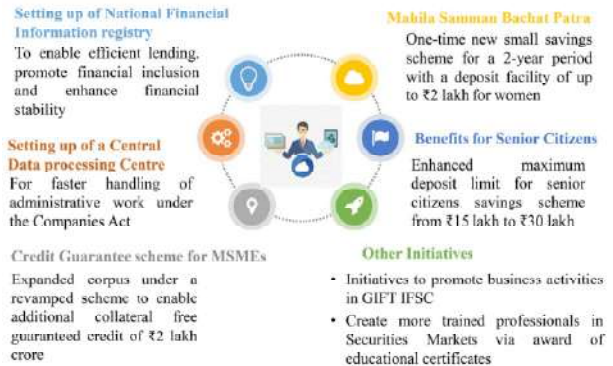 Setting up of National Financial
Information registry
To enable efficient lending,
promote financial inclusion
and enhance financial
stability
Mahila Samman Bachat Patra
One-time new small savings
scheme for a 2-year period
with a deposit facility of up
to ₹2 lakh for women
Setting up of a Central
Data processing Centre
For faster handling of
administrative work under
the Companies Act
Benefits for Senior Citizens
Enhanced maximum
deposit limit for senior
citizens savings scheme
from ₹15 lakh to ₹30 lakh
Credit Guarantee scheme for MSMEs
Expanded corpus under a
revamped scheme to enable
additional collateral free
guaranteed credit of ₹2 lakh
crore
Other Initiatives
- Initiatives to promote business activities
in GIFT IFSC
• Create more trained professionals in
Securities Markets via award of
educational certificates